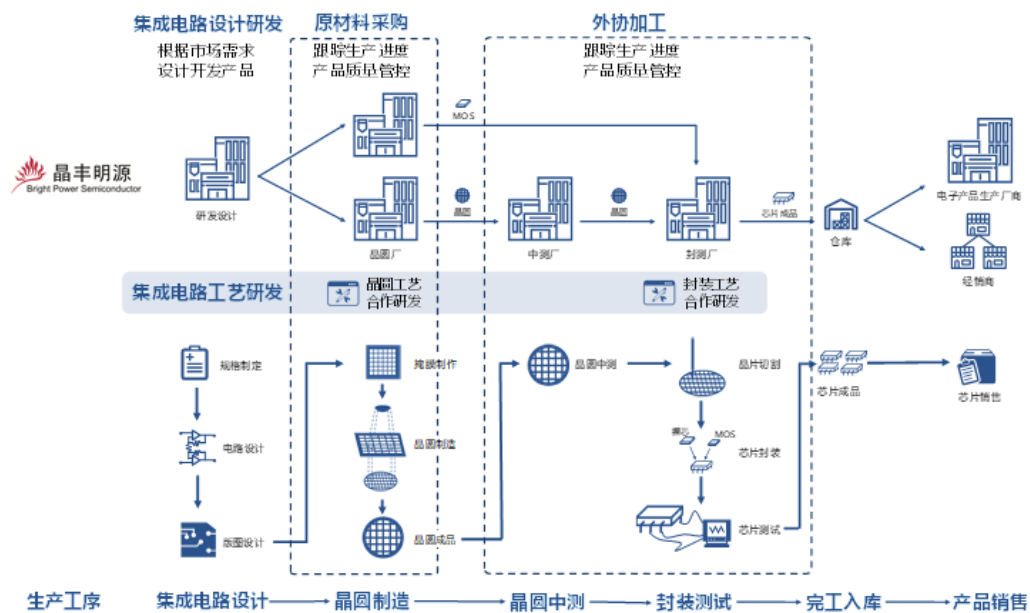 集成电路设计研发
原材料采购
外协加工
根据市场需求
设计开发产品
跟踪生产进度
产品质量管控
跟踪生产进度
产品质量管控
MOS
晶丰明源
Bright Power Semiconductor
研发设计
晶圆厂
晶圆
中测厂
晶圆
封测厂
芯片成品
仓库
电子产品生产厂商
经销商
集成电路工艺研发
晶圆工艺
合作研发
封装工艺
合作研发
规格制定
掩膜制作
晶圆中测
晶片切割
芯片成品
芯片销售
电路设计
晶圆制造
裸芯
MOS
芯片封装
版图设计
晶圆成品
芯片测试
生产工序
集成电路设计
晶圆制造
晶圆中测
封装测试
完工入库
产品销售